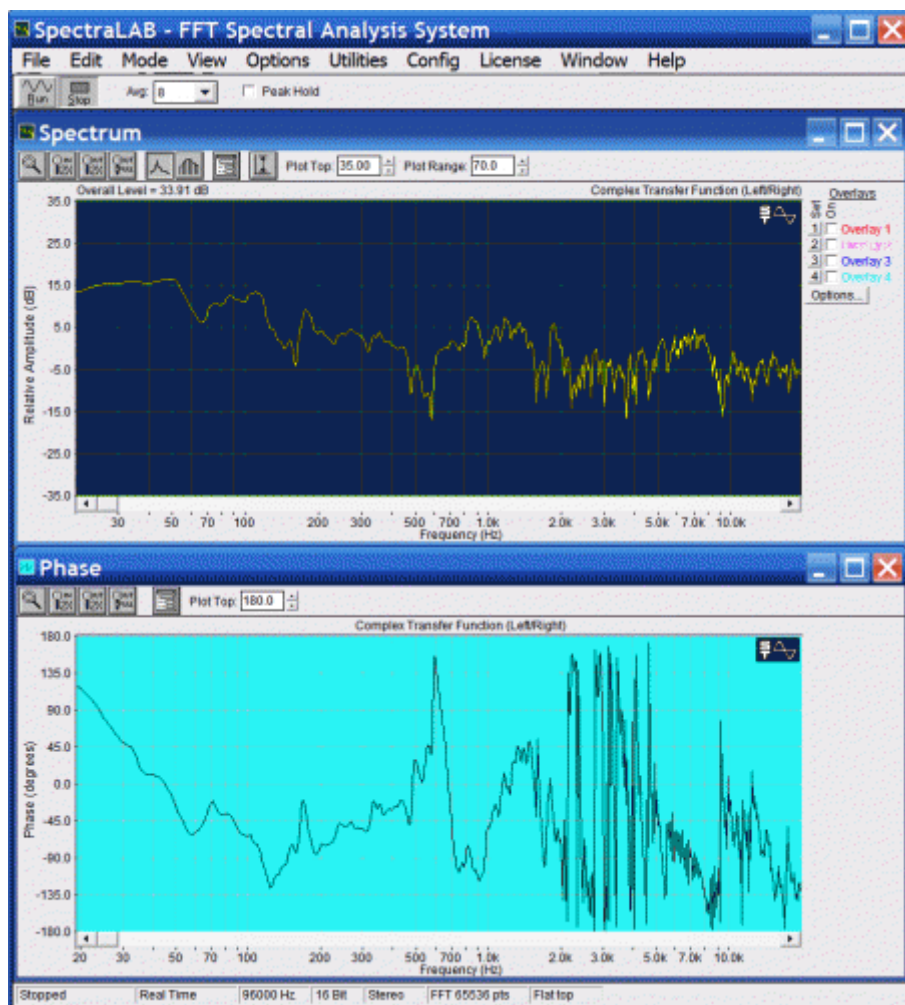 SpectraLAB - FFT Spectral Analysis System
File Edit Mode View Options Utilities Config License Window Help
Run Stop Avg: 8 Peak Hold
Spectrum
Plot Top: 35.00 Plot Range: 70.0
Overall Level = 33.91 dB Complex Transfer Function (Left/Right)
Set On Overlays
1 Overlay 1
2 Overlay 2
3 Overlay 3
4 Overlay 4
Options...
Relative Amplitude (dB)
35.0
25.0
15.0
5.0
-5.0
-15.0
-25.0
-35.0
30 50 70 100 200 300 500 700 1.0k 2.0k 3.0k 5.0k 7.0k 10.0k
Frequency (Hz)
Phase
Plot Top: 180.0
Complex Transfer Function (Left/Right)
Phase (degrees)
180.0
135.0
90.0
45.0
0.0
-45.0
-90.0
-135.0
-180.0
20 30 50 70 100 200 300 500 700 1.0k 2.0k 3.0k 5.0k 7.0k 10.0k
Frequency (Hz)
Stopped Real Time 96000 Hz 16 Bit Stereo FFT 65536 pts Flat top